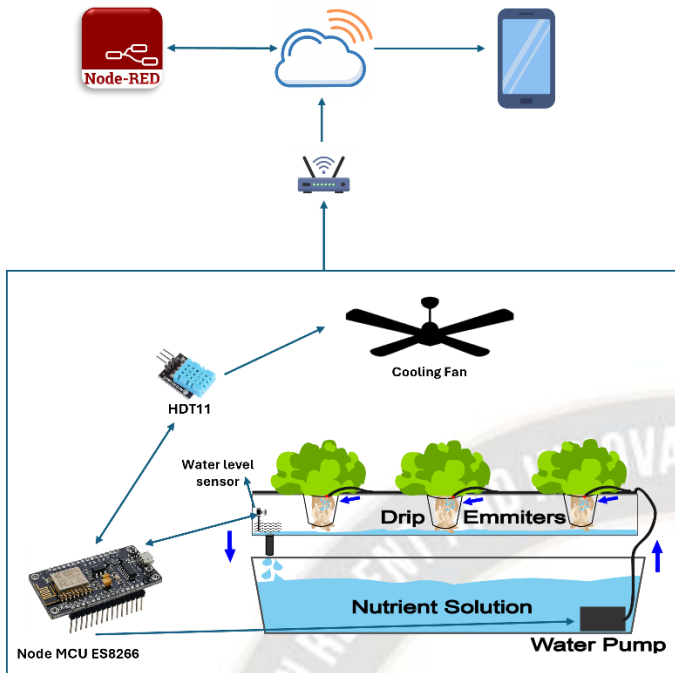 Node-RED
Cooling Fan
HDT11
Water level
sensor
Drip Emmiters
Nutrient Solution
Water Pump
Node MCU ES8266